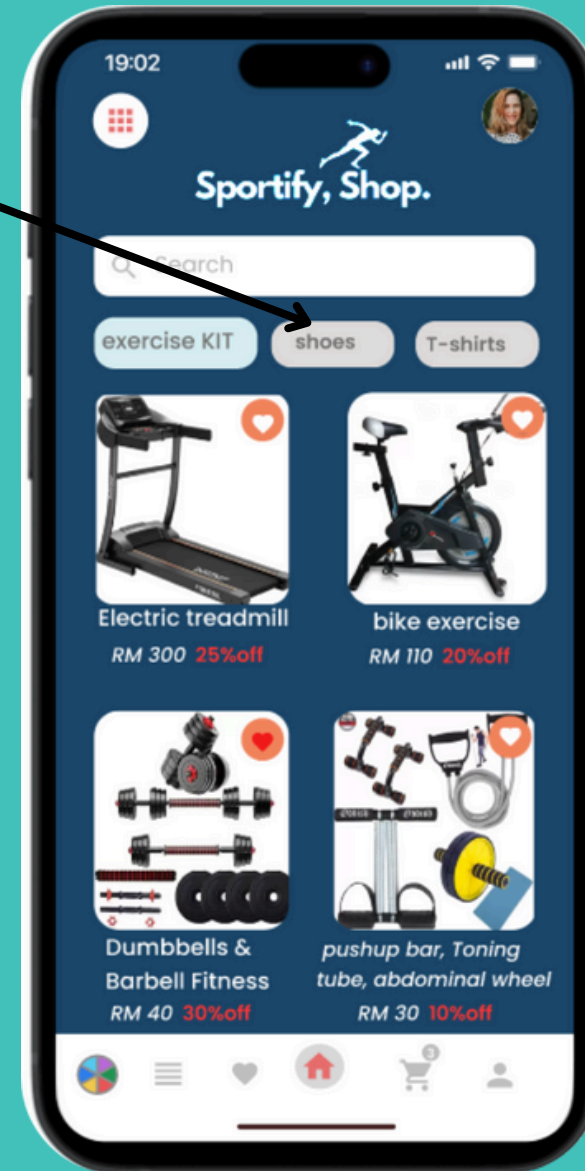 19:02
Sportify, Shop.
Search
exercise KIT
shoes
T-shirts
Electric treadmill
bike exercise
RM 300 25%off
RM 110 20%off
Dumbbells &
Barbell Fitness
RM 40 30%off
pushup bar, Toning
tube, abdominal wheel
RM 30 10%off
3